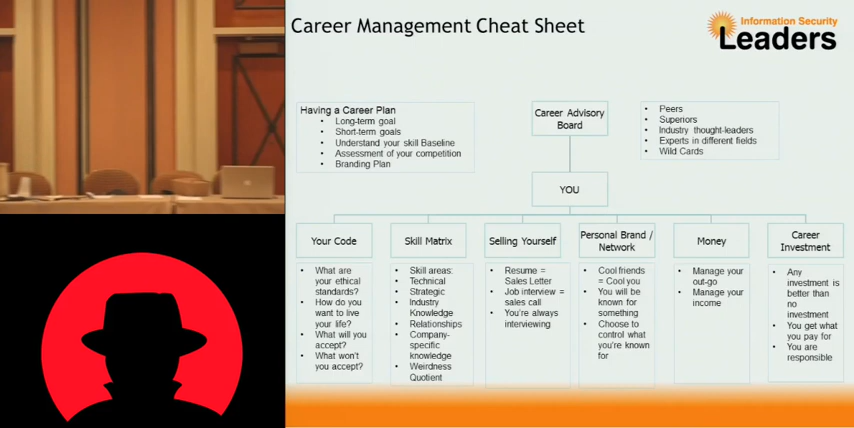 Career Management Cheat Sheet
Information Security
Leaders
Having a Career Plan
• Long-term goal
• Short-term goals
• Understand your skill Baseline
• Assessment of your competition
• Branding Plan
Career Advisory
Board
• Peers
• Superiors
• Industry thought-leaders
• Experts in different fields
• Wild Cards
YOU
Your Code
• What are
your ethical
standards?
• How do you
want to live
your life?
• What will you
accept?
• What won't
you accept?
Skill Matrix
• Skill areas:
• Technical
• Strategic
• Industry
Knowledge
• Relationships
• Company-
specific
knowledge
• Weirdness
Quotient
Selling Yourself
• Resume =
Sales Letter
• Job interview =
sales call
• You're always
interviewing
Personal Brand /
Network
• Cool friends
= Cool you
• You will be
known for
something
• Choose to
control what
you're known
for
Money
• Manage your
out-go
• Manage your
income
Career
Investment
• Any
investment is
better than
no
investment
• You get what
you pay for
• You are
responsible